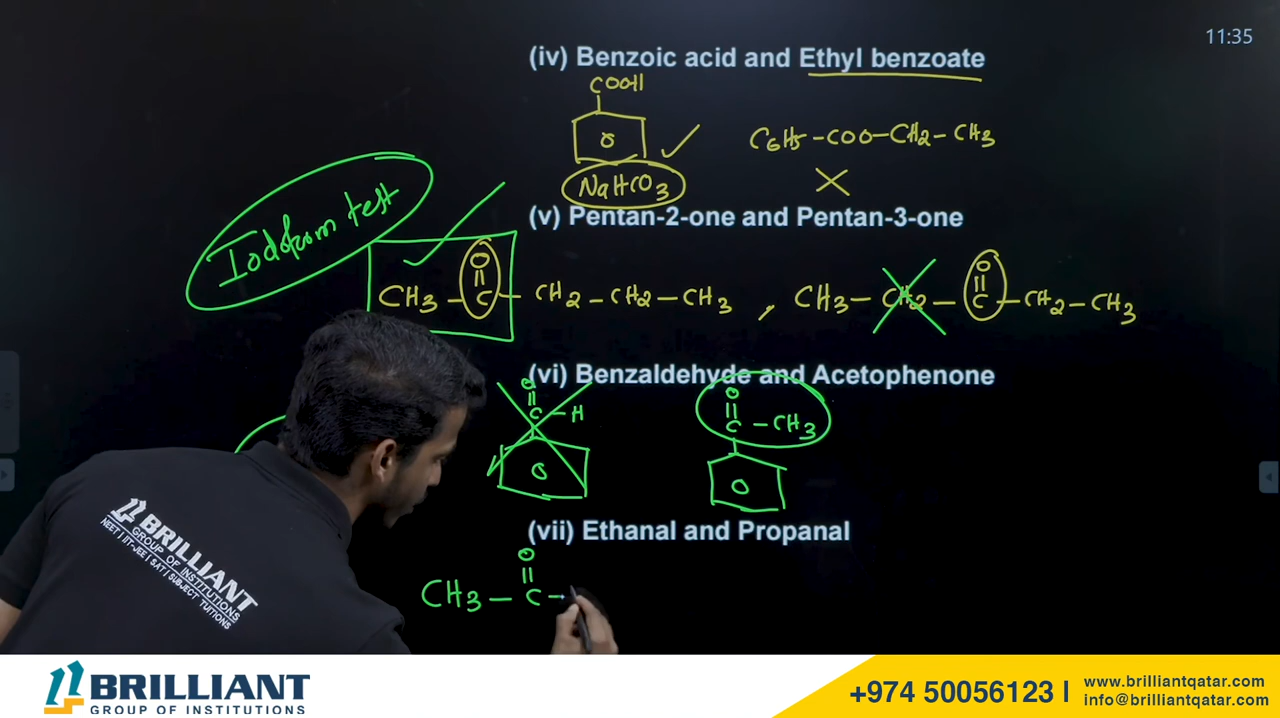 11:35
(iv) Benzoic acid and Ethyl benzoate
COOH
C6H5 -COO-CH2- CH3
NaHCO3
Iodoform test
(v) Pentan-2-one and Pentan-3-one
O O
CH3 - C - CH2 - CH2 - CH3 , CH3 - CH2 - C - CH2 - CH3
(vi) Benzaldehyde and Acetophenone
O O
C - H C - CH3
(vii) Ethanal and Propanal
O
CH3 - C -
BRILLIANT
GROUP OF INSTITUTIONS
NEET | IIT-JEE | SAT | SUBJECT TUITIONS
BRILLIANT
GROUP OF INSTITUTIONS
+974 50056123 |
www.brilliantqatar.com
info@brilliantqatar.com